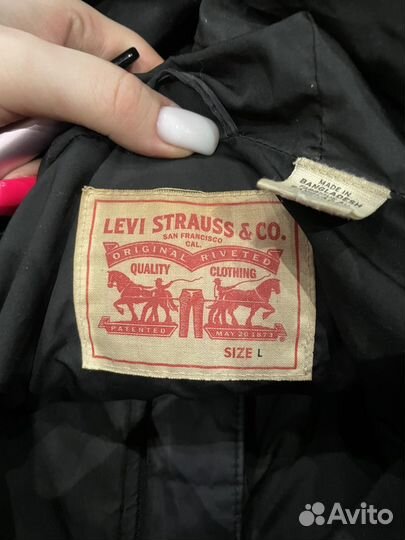 LEVI STRAUSS & CO.
SAN FRANCISCO
CAL.
ORIGINAL RIVETED
QUALITY CLOTHING
PATENTED MAY 20 1873
SIZE L
MADE IN
BANGLADESH
Avito